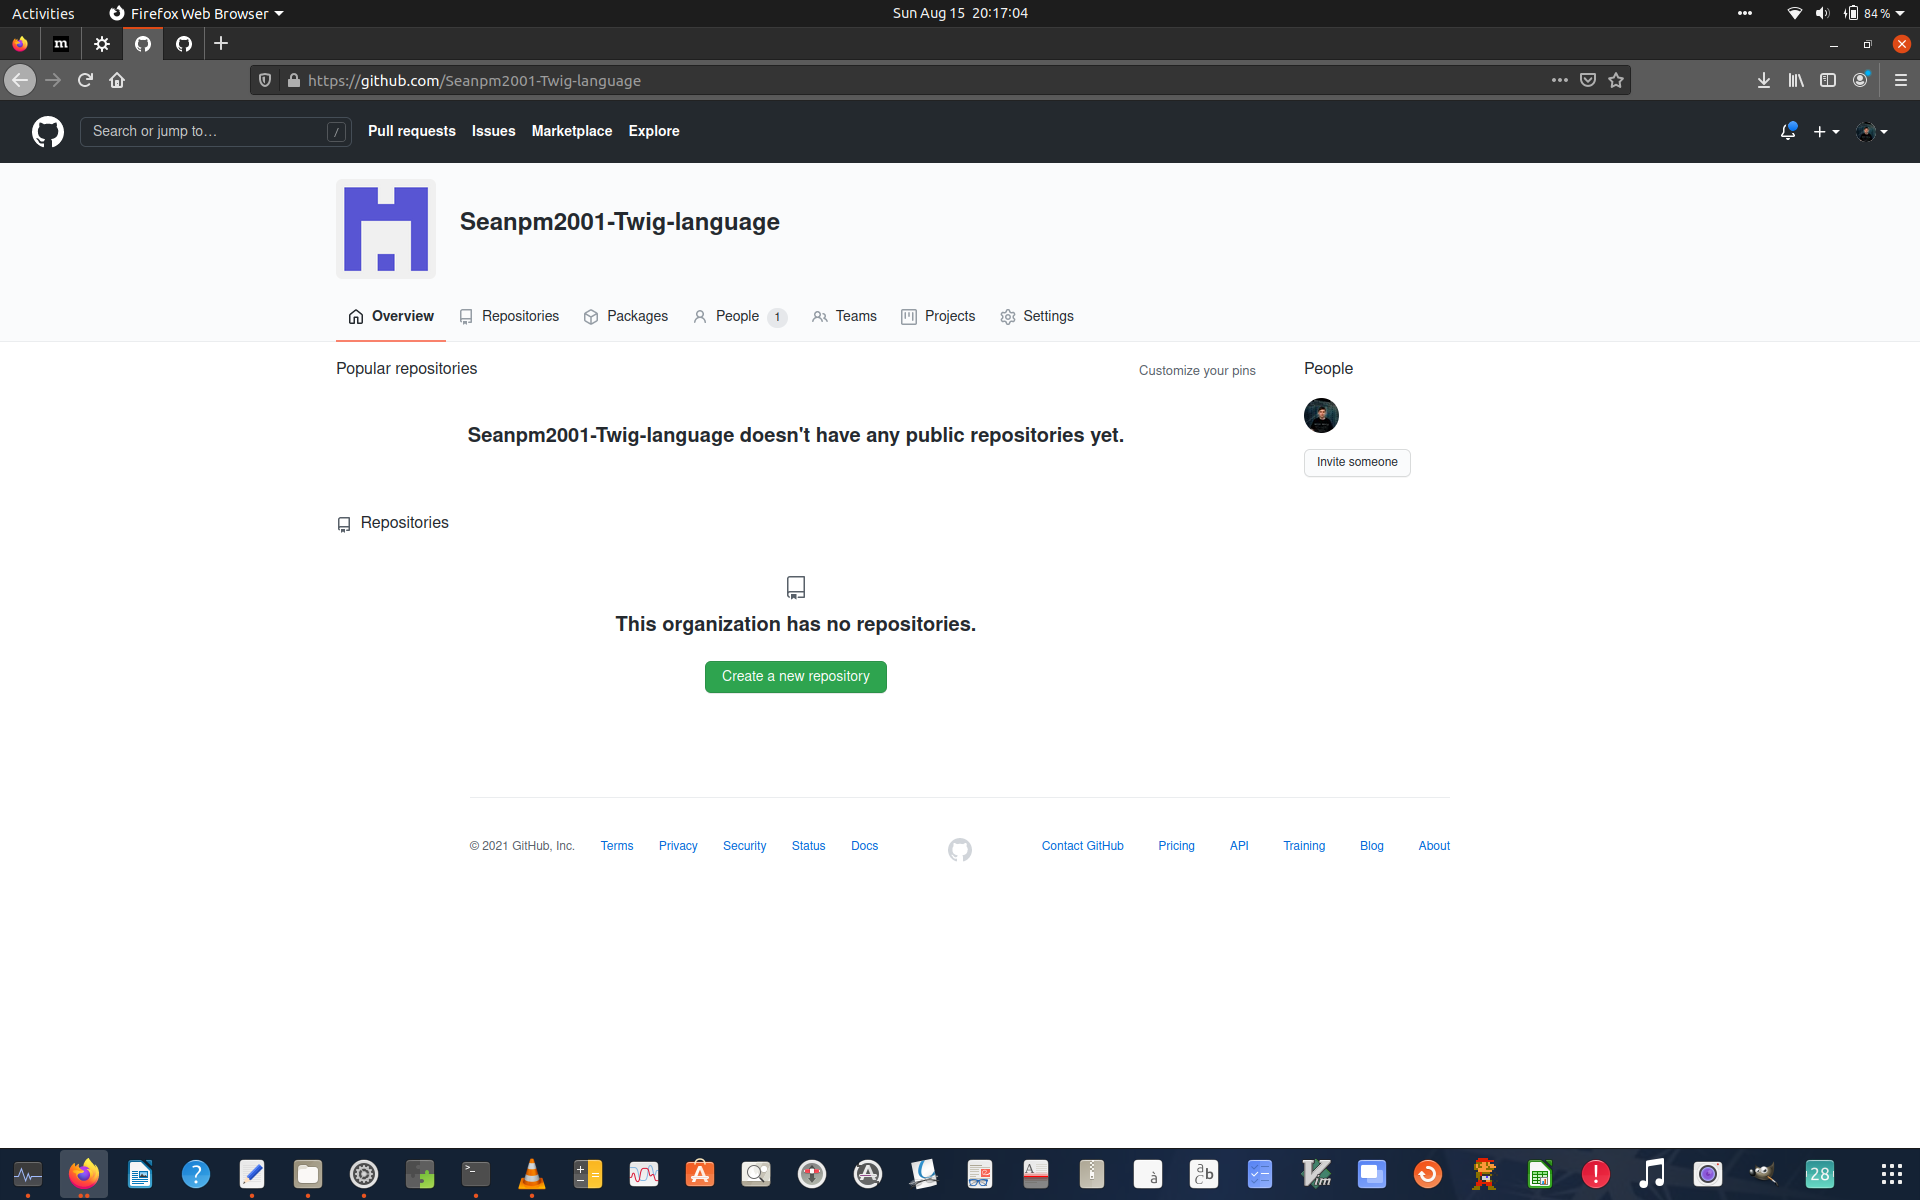 Activities Firefox Web Browser Sun Aug 15 20:17:04 84 %
m
https://github.com/Seanpm2001-Twig-language
Search or jump to… / Pull requests Issues Marketplace Explore
Seanpm2001-Twig-language
Overview Repositories Packages People 1 Teams Projects Settings
Popular repositories Customize your pins People
Seanpm2001-Twig-language doesn't have any public repositories yet.
Invite someone
Repositories
This organization has no repositories.
Create a new repository
© 2021 GitHub, Inc. Terms Privacy Security Status Docs Contact GitHub Pricing API Training Blog About
? >_ A A à ab c Vim ! 28